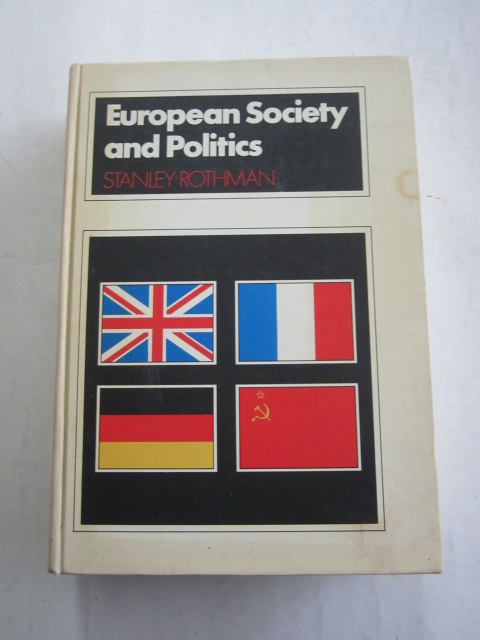 European Society
and Politics
STANLEY ROTHMAN